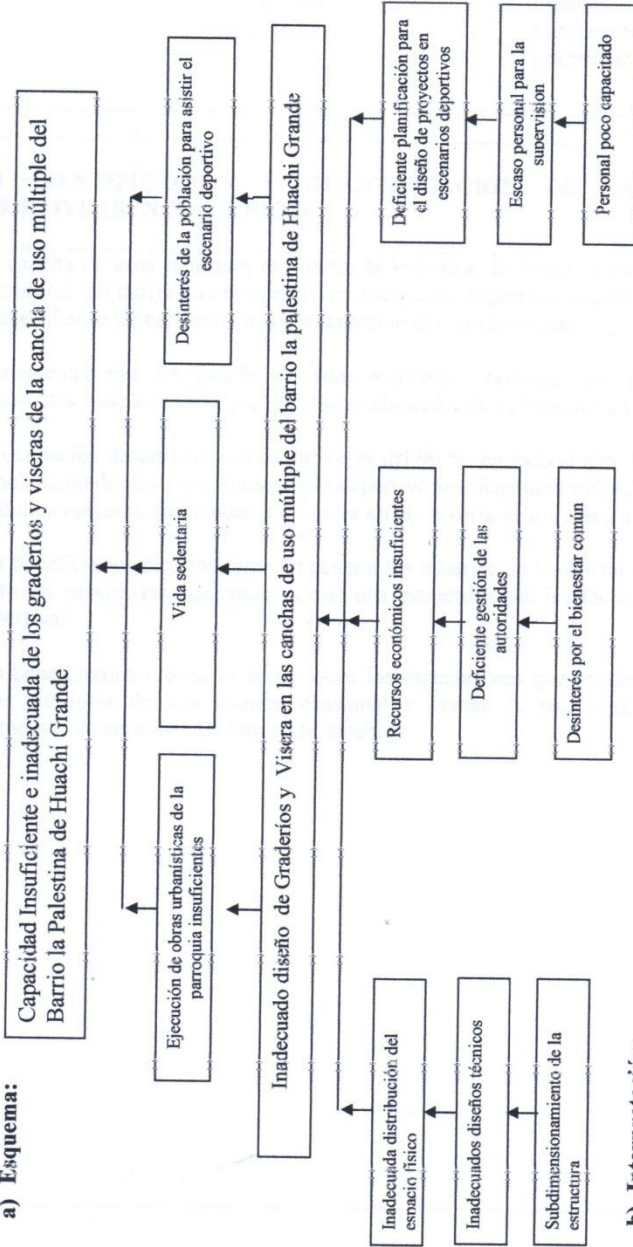 a) Esquema:
Capacidad Insuficiente e inadecuada de los graderíos y viseras de la cancha de uso múltiple del
Barrio la Palestina de Huachi Grande
Ejecución de obras urbanísticas de la
parroquia insuficientes
Vida sedentaria
Desinterés de la población para asistir el
escenario deportivo
Inadecuado diseño de Graderíos y Visera en las canchas de uso múltiple del barrio la palestina de Huachi Grande
Inadecuada distribución del
espacio físico
Inadecuados diseños técnicos
Subdimensionamiento de la
estructura
Recursos económicos insuficientes
Deficiente gestión de las
autoridades
Desinterés por el bienestar común
Deficiente planificación para
el diseño de proyectos en
escenarios deportivos
Escaso personal para la
supervision
Personal poco capacitado